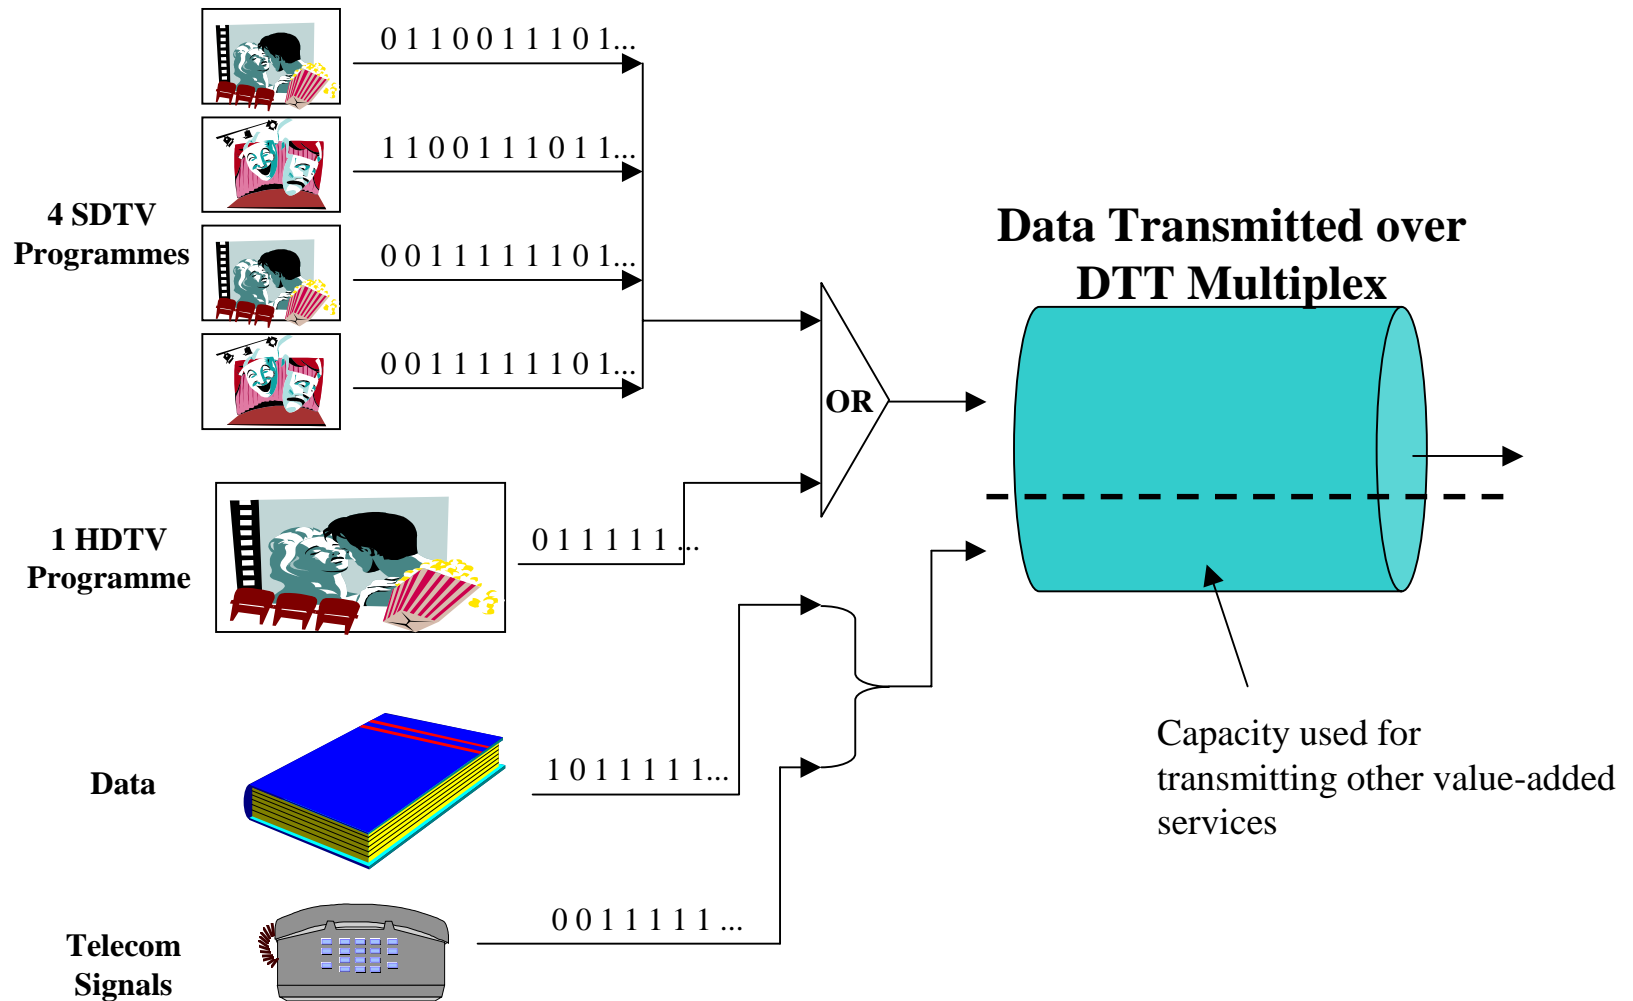 0 1 1 0 0 1 1 1 0 1...
1 1 0 0 1 1 1 0 1 1...
4 SDTV
Programmes
0 0 1 1 1 1 1 1 0 1...
0 0 1 1 1 1 1 1 0 1...
Data Transmitted over
DTT Multiplex
OR
1 HDTV
Programme
0 1 1 1 1 1 ...
Data
1 0 1 1 1 1 1...
Capacity used for
transmitting other value-added
services
Telecom
Signals
0 0 1 1 1 1 1 ...